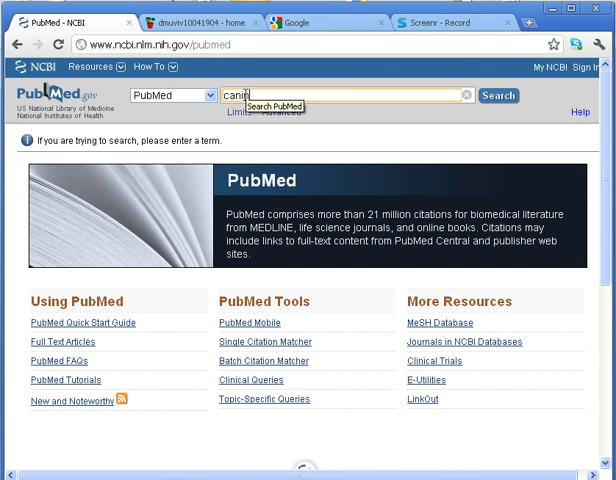 PubMed - NCBI
dmuviv10041904 - home
Google
Screenr - Record
www.ncbi.nlm.nih.gov/pubmed
NCBI Resources How To My NCBI Sign In
PubMed.gov
US National Library of Medicine
National Institutes of Health
PubMed
canin
Search
Search PubMed
Limits Advanced
Help
If you are trying to search, please enter a term.
PubMed
PubMed comprises more than 21 million citations for biomedical literature
from MEDLINE, life science journals, and online books. Citations may
include links to full-text content from PubMed Central and publisher web
sites.
Using PubMed
PubMed Quick Start Guide
Full Text Articles
PubMed FAQs
PubMed Tutorials
New and Noteworthy
PubMed Tools
PubMed Mobile
Single Citation Matcher
Batch Citation Matcher
Clinical Queries
Topic-Specific Queries
More Resources
MeSH Database
Journals in NCBI Databases
Clinical Trials
E-Utilities
LinkOut